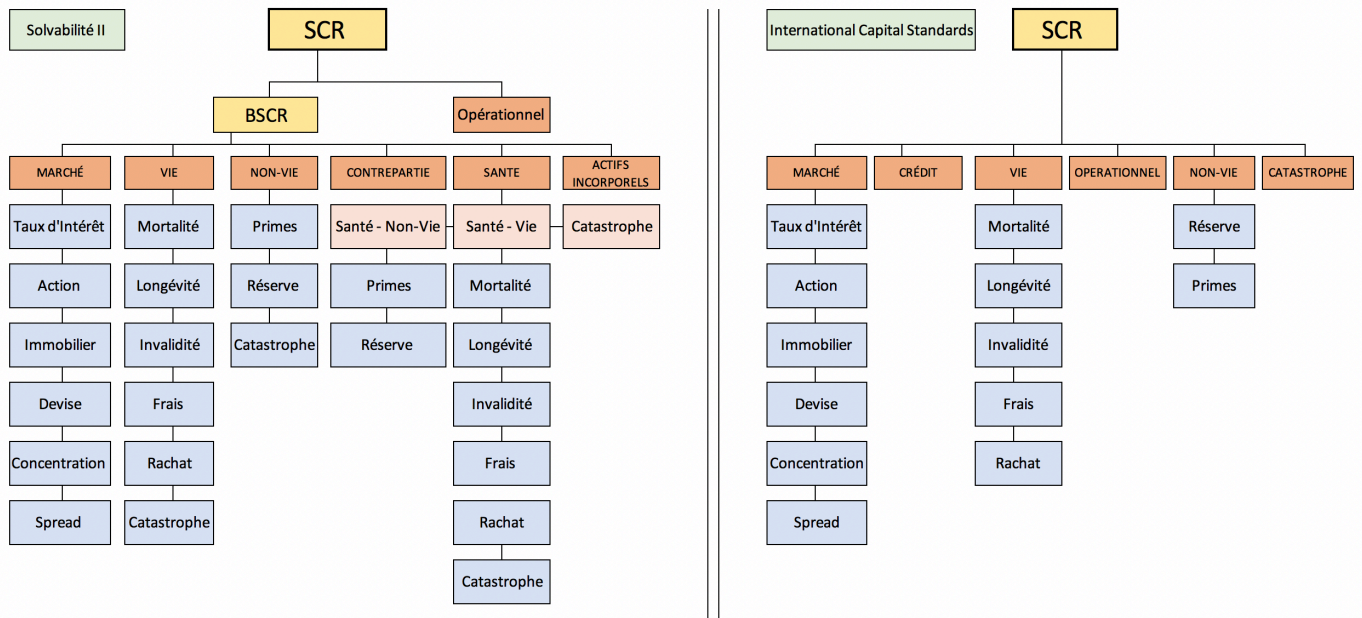 Solvabilité II
SCR
BSCR
Opérationnel
MARCHÉ
VIE
NON-VIE
CONTREPARTIE
SANTE
ACTIFS
INCORPORELS
Taux d'Intérêt
Mortalité
Primes
Santé - Non-Vie
Santé - Vie
Catastrophe
Action
Longévité
Réserve
Primes
Mortalité
Immobilier
Invalidité
Catastrophe
Réserve
Longévité
Devise
Frais
Invalidité
Concentration
Rachat
Frais
Spread
Catastrophe
Rachat
Catastrophe
International Capital Standards
SCR
MARCHÉ
CRÉDIT
VIE
OPERATIONNEL
NON-VIE
CATASTROPHE
Taux d'Intérêt
Mortalité
Réserve
Action
Longévité
Primes
Immobilier
Invalidité
Devise
Frais
Concentration
Rachat
Spread